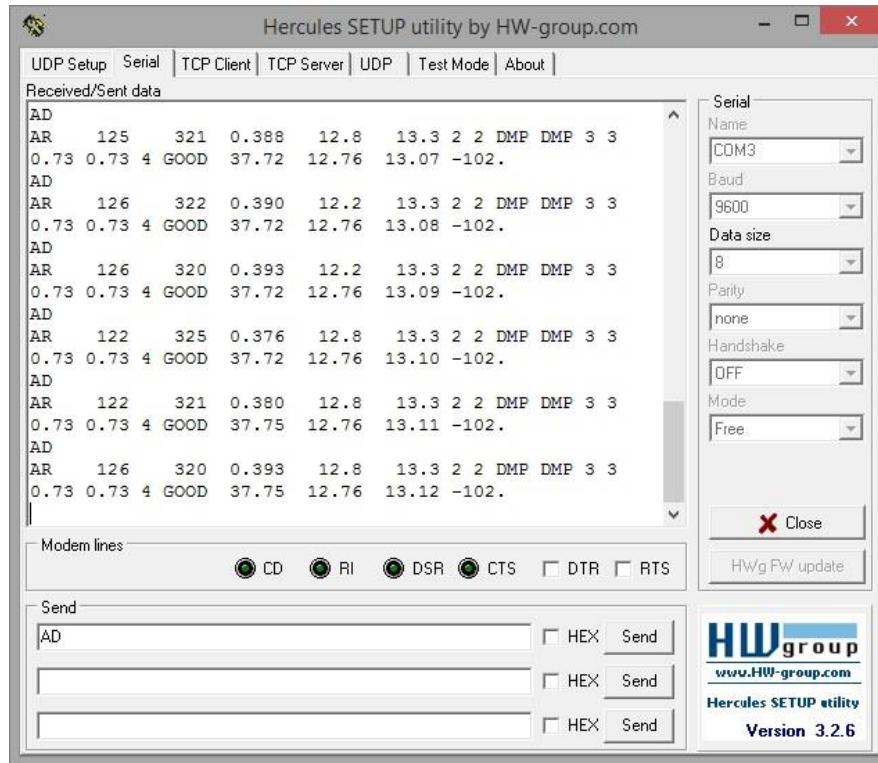 Hercules SETUP utility by HW-group.com
UDP Setup Serial TCP Client TCP Server UDP Test Mode About
Received/Sent data
AD
AR 125 321 0.388 12.8 13.3 2 2 DMP DMP 3 3
0.73 0.73 4 GOOD 37.72 12.76 13.07 -102.
AD
AR 126 322 0.390 12.2 13.3 2 2 DMP DMP 3 3
0.73 0.73 4 GOOD 37.72 12.76 13.08 -102.
AD
AR 126 320 0.393 12.2 13.3 2 2 DMP DMP 3 3
0.73 0.73 4 GOOD 37.72 12.76 13.09 -102.
AD
AR 122 325 0.376 12.8 13.3 2 2 DMP DMP 3 3
0.73 0.73 4 GOOD 37.72 12.76 13.10 -102.
AD
AR 122 321 0.380 12.8 13.3 2 2 DMP DMP 3 3
0.73 0.73 4 GOOD 37.75 12.76 13.11 -102.
AD
AR 126 320 0.393 12.8 13.3 2 2 DMP DMP 3 3
0.73 0.73 4 GOOD 37.75 12.76 13.12 -102.
Modem lines
CD RI DSR CTS DTR RTS
Send
AD HEX Send
HEX Send
HEX Send
Serial
Name
COM3
Baud
9600
Data size
8
Parity
none
Handshake
OFF
Mode
Free
Close
HWg FW update
HWgroup
www.HW-group.com
Hercules SETUP utility
Version 3.2.6